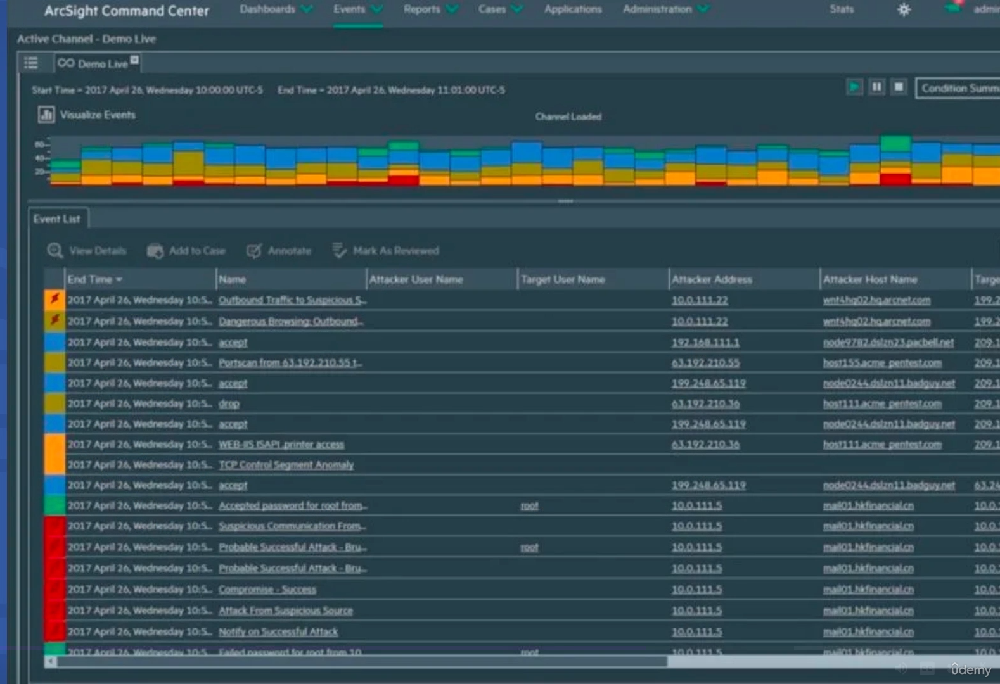 ArcSight Command Center Dashboards Events Reports Cases Applications Administration Stats admin
Active Channel - Demo Live
Demo Live
Start Time = 2017 April 26, Wednesday 10:00:00 UTC-5 End Time = 2017 April 26, Wednesday 11:01:00 UTC-5 Condition Summ
Visualize Events Channel Loaded
60
40
20
Event List
View Details Add to Case Annotate Mark As Reviewed
End Time Name Attacker User Name Target User Name Attacker Address Attacker Host Name Targe
2017 April 26, Wednesday 10:5... Outbound Traffic to Suspicious S... 10.0.111.22 wnt4hq02.hq.arcnet.com 199.2
2017 April 26, Wednesday 10:5... Dangerous Browsing: Outbound... 10.0.111.22 wnt4hq02.hq.arcnet.com 199.2
2017 April 26, Wednesday 10:5... accept 192.168.111.1 node9782.dslzn23.pacbell.net 209.1
2017 April 26, Wednesday 10:5... Portscan from 63.192.210.55 t... 63.192.210.55 host155.acme_pentest.com 209.1
2017 April 26, Wednesday 10:5... accept 199.248.65.119 node0244.dslzn11.badguy.net 209.1
2017 April 26, Wednesday 10:5... drop 63.192.210.36 host111.acme_pentest.com 209.1
2017 April 26, Wednesday 10:5... accept 199.248.65.119 node0244.dslzn11.badguy.net 209.1
2017 April 26, Wednesday 10:5... WEB-IIS ISAPI .printer access 63.192.210.36 host111.acme_pentest.com 209.1
2017 April 26, Wednesday 10:5... TCP Control Segment Anomaly
2017 April 26, Wednesday 10:5... accept 199.248.65.119 node0244.dslzn11.badguy.net 63.24
2017 April 26, Wednesday 10:5... Accepted password for root from... root 10.0.111.5 mail01.hkfinancial.cn 10.0.
2017 April 26, Wednesday 10:5... Suspicious Communication From... 10.0.111.5 mail01.hkfinancial.cn 10.0.
2017 April 26, Wednesday 10:5... Probable Successful Attack - Bru... root 10.0.111.5 mail01.hkfinancial.cn 10.0.
2017 April 26, Wednesday 10:5... Probable Successful Attack - Bru... 10.0.111.5 mail01.hkfinancial.cn 10.0.
2017 April 26, Wednesday 10:5... Compromise - Success 10.0.111.5 mail01.hkfinancial.cn 10.0.
2017 April 26, Wednesday 10:5... Attack From Suspicious Source 10.0.111.5 mail01.hkfinancial.cn 10.0.
2017 April 26, Wednesday 10:5... Notify on Successful Attack 10.0.111.5 mail01.hkfinancial.cn 10.0.
2017 April 26, Wednesday 10:5 Failed password for root from 10 root 10.0.111.5 mail01.hkfinancial.cn 10.0
ûdemy